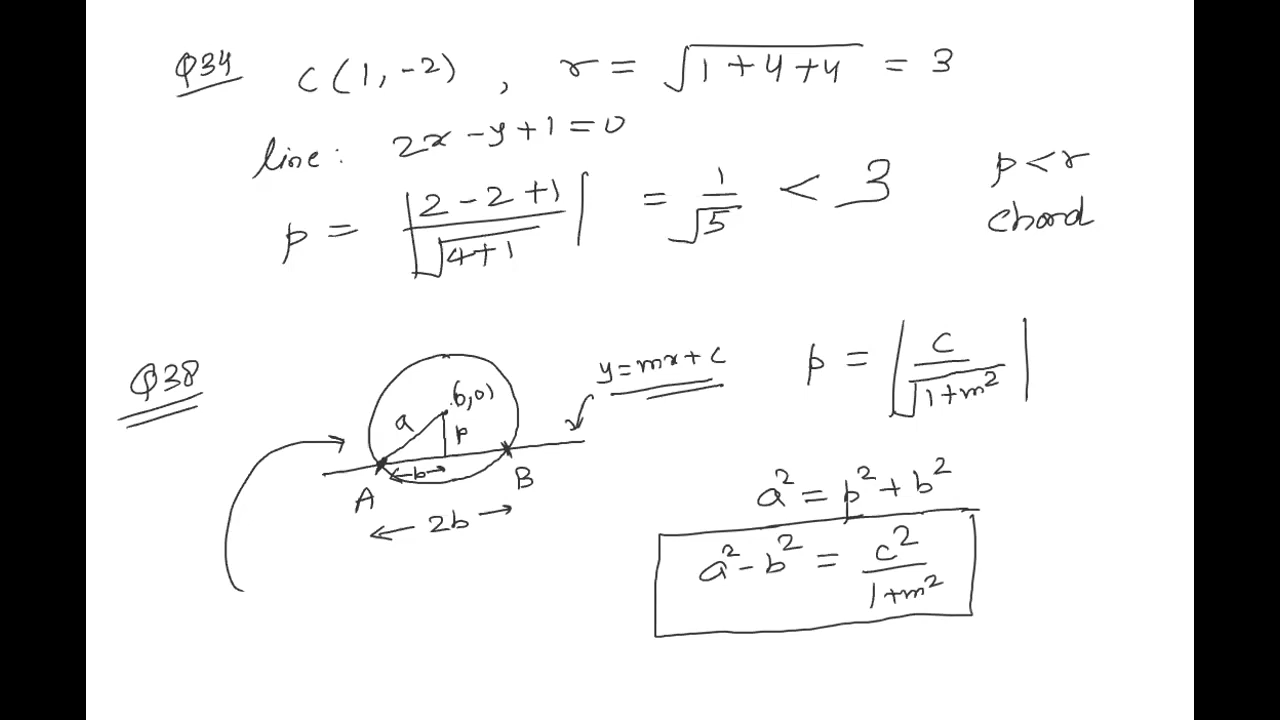 Q34 C(1,-2), r = √(1+4+4) = 3
line: 2x-y+1=0
p = |(2-2+1)/√(4+1)| = 1/√5 < 3
p<r
chord
Q38
y=mx+c
p = |c/√(1+m²)|
(0,0)
a
p
b
A
B
2b
a² = p²+b²
a²-b² = c²/(1+m²)